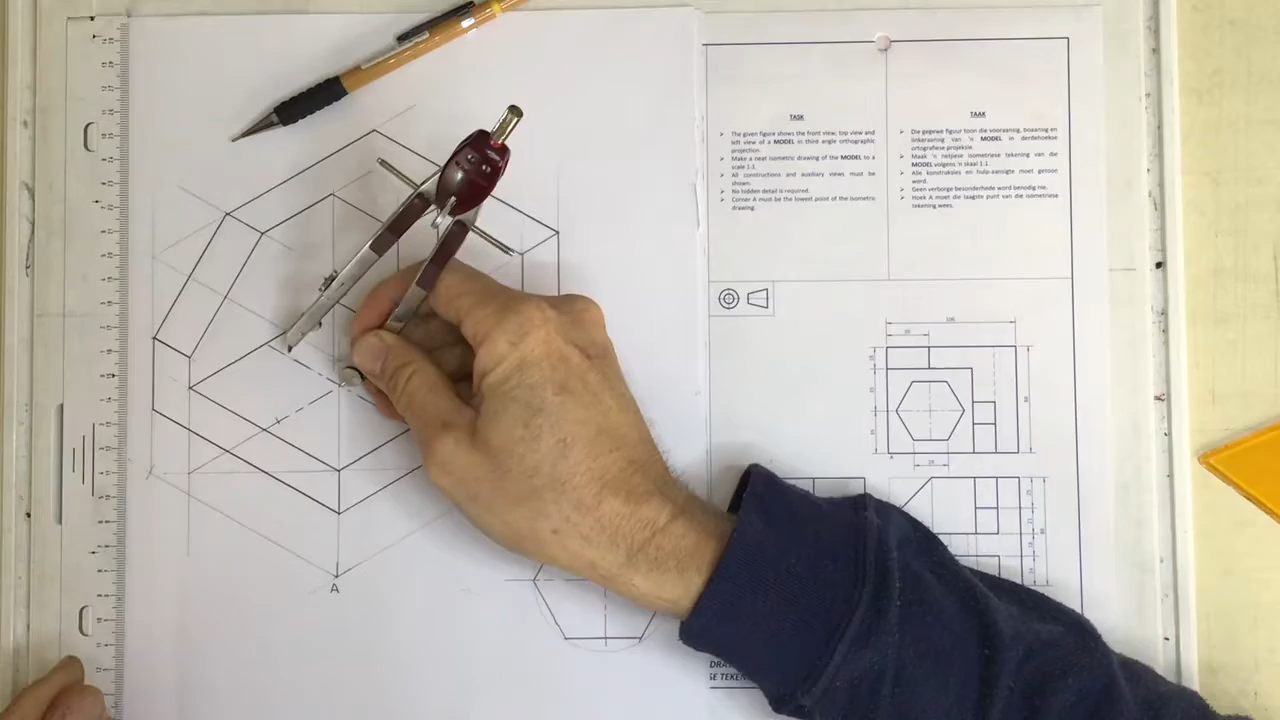 TASK
➢ The given figure shows the front view, top view and
left view of a MODEL in third angle orthographic
projection.
➢ Make a neat isometric drawing of the MODEL to a
scale 1:1.
➢ All constructions and auxiliary views must be
shown.
➢ No hidden detail is required.
➢ Corner A must be the lowest point of the isometric
drawing.
TAAK
➢ Die gegewe figuur toon die vooraansig, boaansig en
linkeraansig van 'n MODEL in derdehoekse
ortografiese projeksie.
➢ Maak 'n netjiese isometriese tekening van die
MODEL volgens 'n skaal 1:1.
➢ Alle konstruksies en hulp-aansigte moet getoon
word.
➢ Geen verborge besonderhede word benodig nie.
➢ Hoek A moet die laagste punt van die isometriese
tekening wees.
A
A